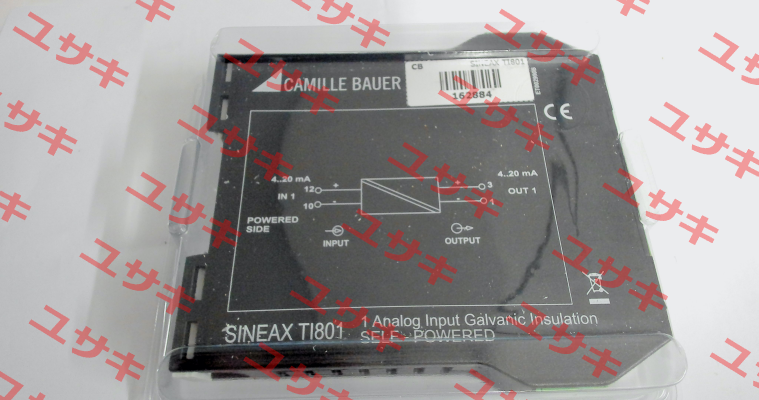 CAMILLE BAUER
CB SINEAX TI801
162884
CE
4..20 mA
IN 1
12
+
10
-
POWERED
SIDE
INPUT
+
-
3
1
4..20 mA
OUT 1
OUTPUT
SINEAX TI801
1 Analog Input Galvanic Insulation
SELF - POWERED
ユサキ